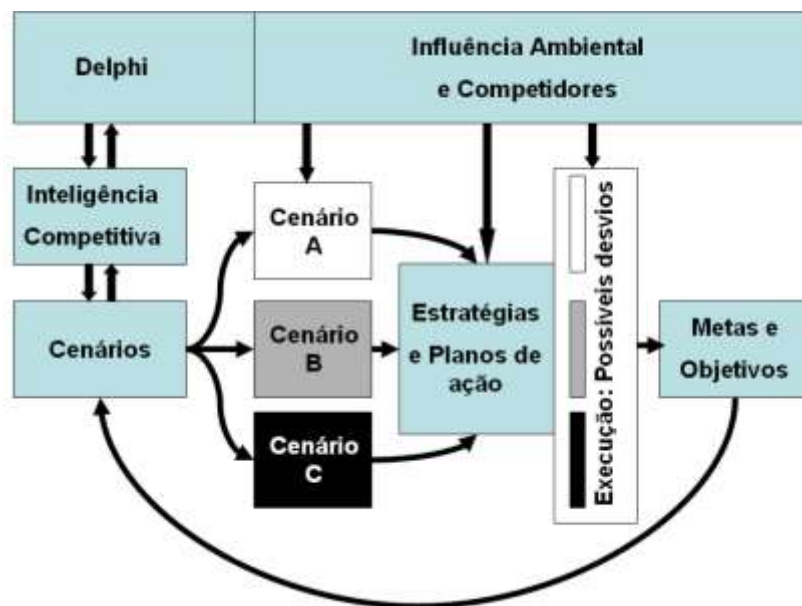 Delphi
Influência Ambiental
e Competidores
Inteligência
Competitiva
Cenários
Cenário
A
Cenário
B
Cenário
C
Estratégias
e Planos de
ação
Execução: Possíveis desvios
Metas e
Objetivos